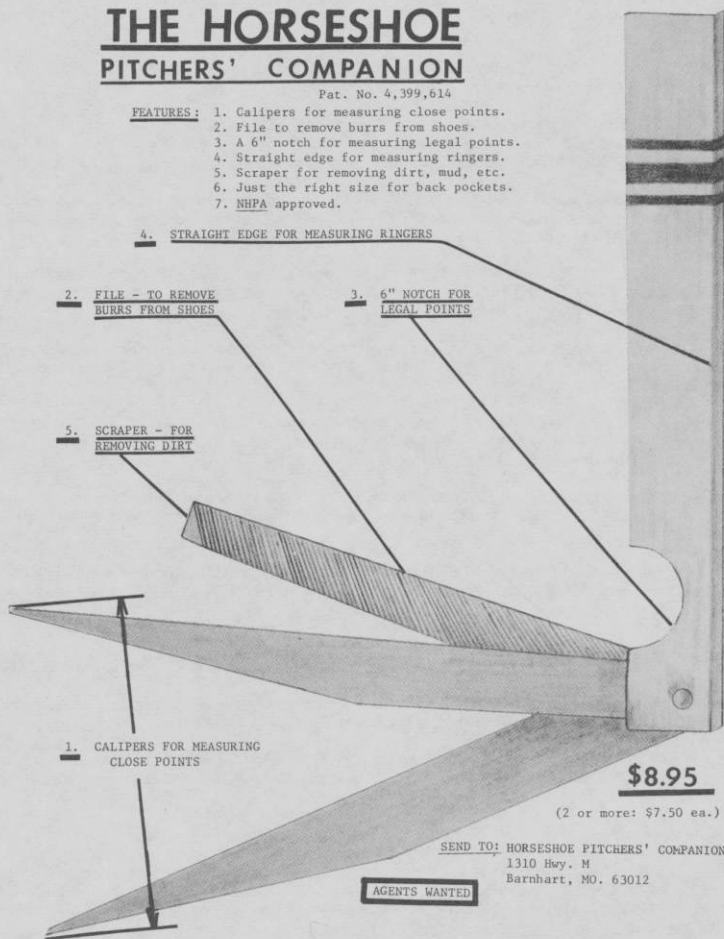 THE HORSESHOE
PITCHERS' COMPANION
Pat. No. 4,399,614
FEATURES: 1. Calipers for measuring close points.
2. File to remove burrs from shoes.
3. A 6" notch for measuring legal points.
4. Straight edge for measuring ringers.
5. Scraper for removing dirt, mud, etc.
6. Just the right size for back pockets.
7. NHPA approved.
4. STRAIGHT EDGE FOR MEASURING RINGERS
2. FILE - TO REMOVE
BURRS FROM SHOES
3. 6" NOTCH FOR
LEGAL POINTS
5. SCRAPER - FOR
REMOVING DIRT
1. CALIPERS FOR MEASURING
CLOSE POINTS
$8.95
(2 or more: $7.50 ea.)
SEND TO: HORSESHOE PITCHERS' COMPANION
1310 Hwy. M
Barnhart, MO. 63012
AGENTS WANTED